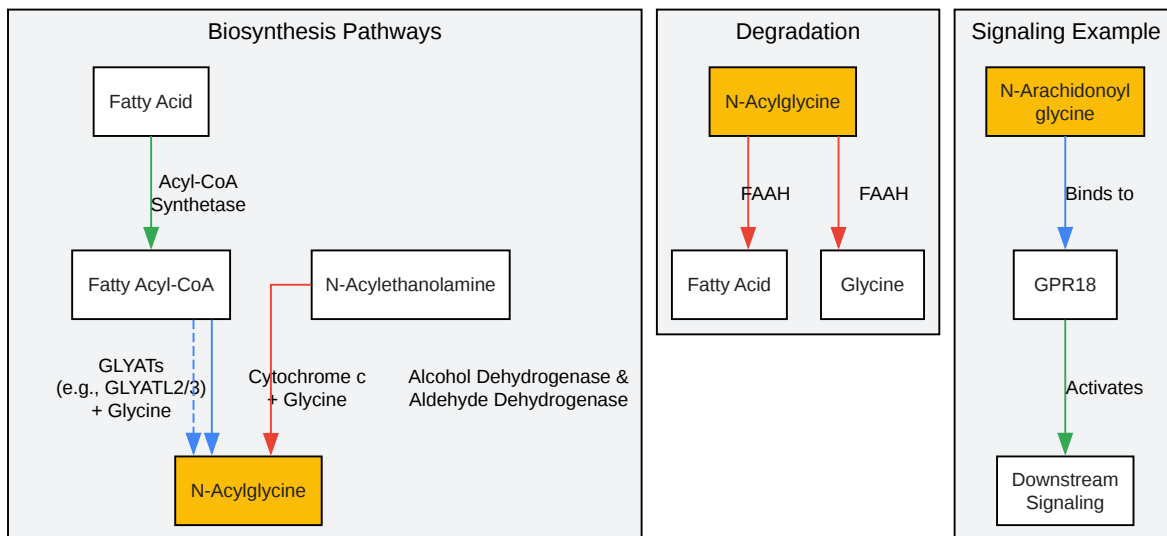 Biosynthesis Pathways
Fatty Acid
Acyl-CoA
Synthetase
Fatty Acyl-CoA
N-Acylethanolamine
GLYATs
(e.g., GLYATL2/3)
+ Glycine
Cytochrome c
+ Glycine
Alcohol Dehydrogenase &
Aldehyde Dehydrogenase
N-Acylglycine
Degradation
N-Acylglycine
FAAH
FAAH
Fatty Acid
Glycine
Signaling Example
N-Arachidonoyl
glycine
Binds to
GPR18
Activates
Downstream
Signaling